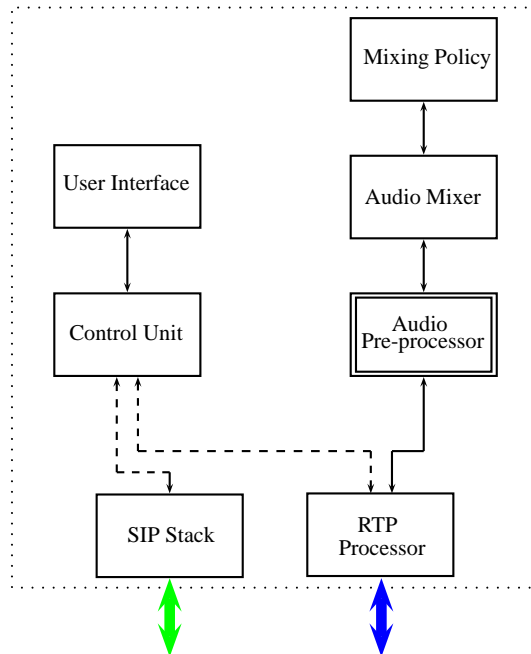 Mixing Policy
User Interface
Audio Mixer
Control Unit
Audio
Pre-processor
SIP Stack
RTP
Processor